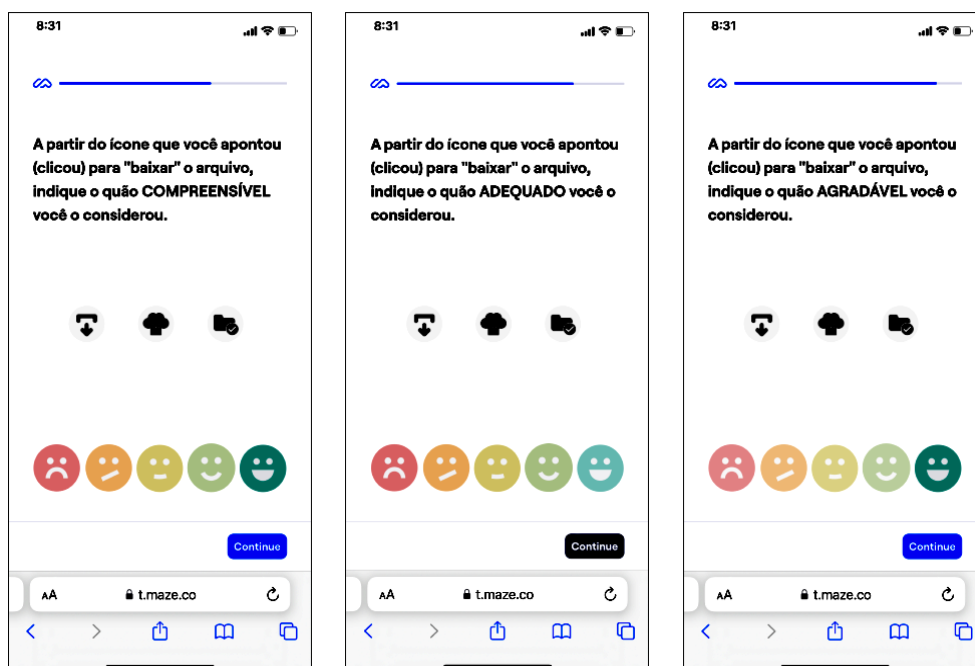 8:31
A partir do ícone que você apontou
(clicou) para "baixar" o arquivo,
indique o quão COMPREENSÍVEL
você o considerou.
Continue
AA
t.maze.co
8:31
A partir do ícone que você apontou
(clicou) para "baixar" o arquivo,
indique o quão ADEQUADO você o
considerou.
Continue
AA
t.maze.co
8:31
A partir do ícone que você apontou
(clicou) para "baixar" o arquivo,
indique o quão AGRADÁVEL você o
considerou.
Continue
AA
t.maze.co